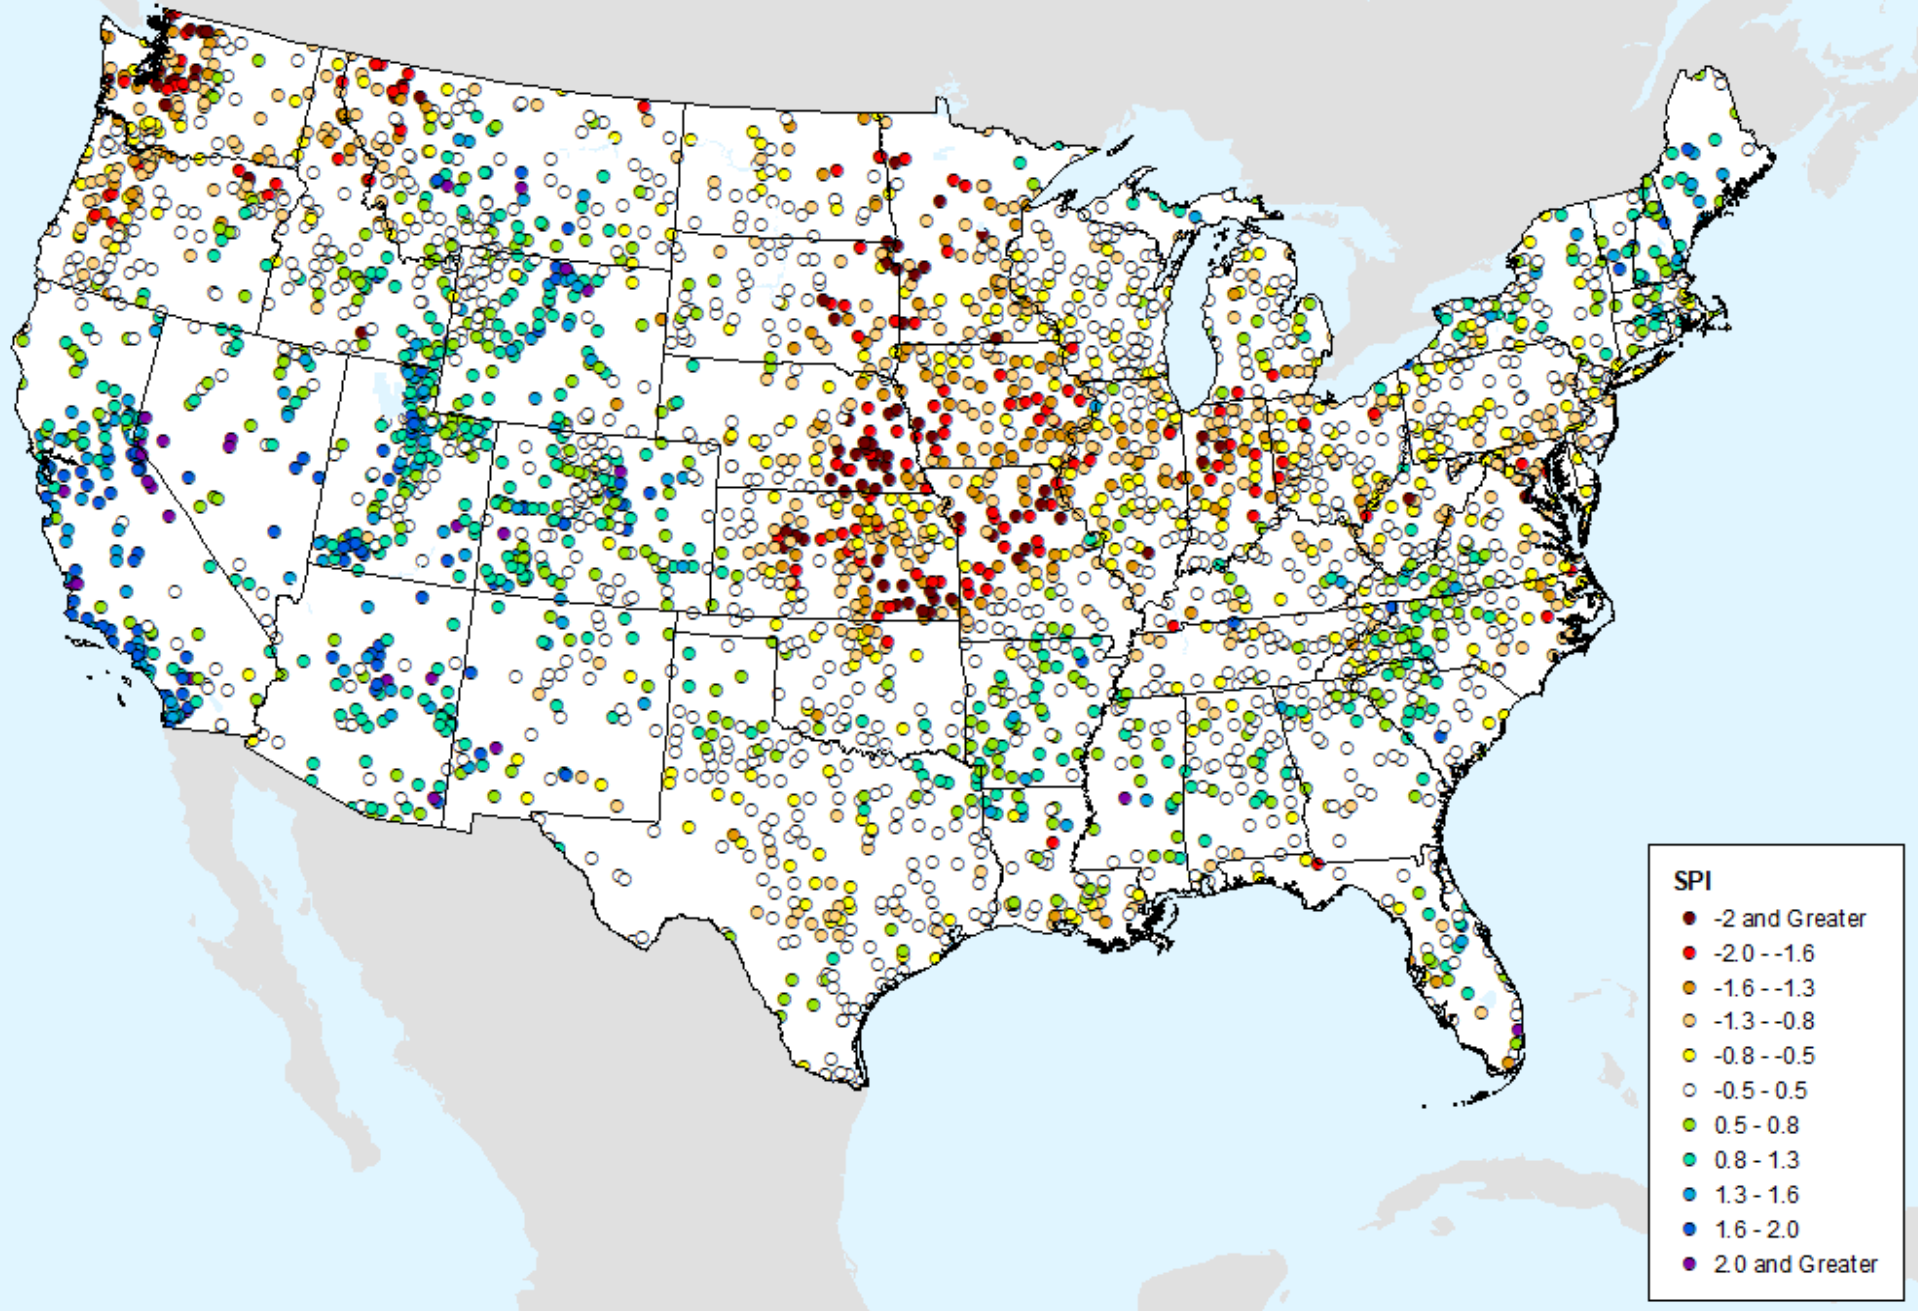 SPI
-2 and Greater
-2.0 - -1.6
-1.6 - -1.3
-1.3 - -0.8
-0.8 - -0.5
-0.5 - 0.5
0.5 - 0.8
0.8 - 1.3
1.3 - 1.6
1.6 - 2.0
2.0 and Greater